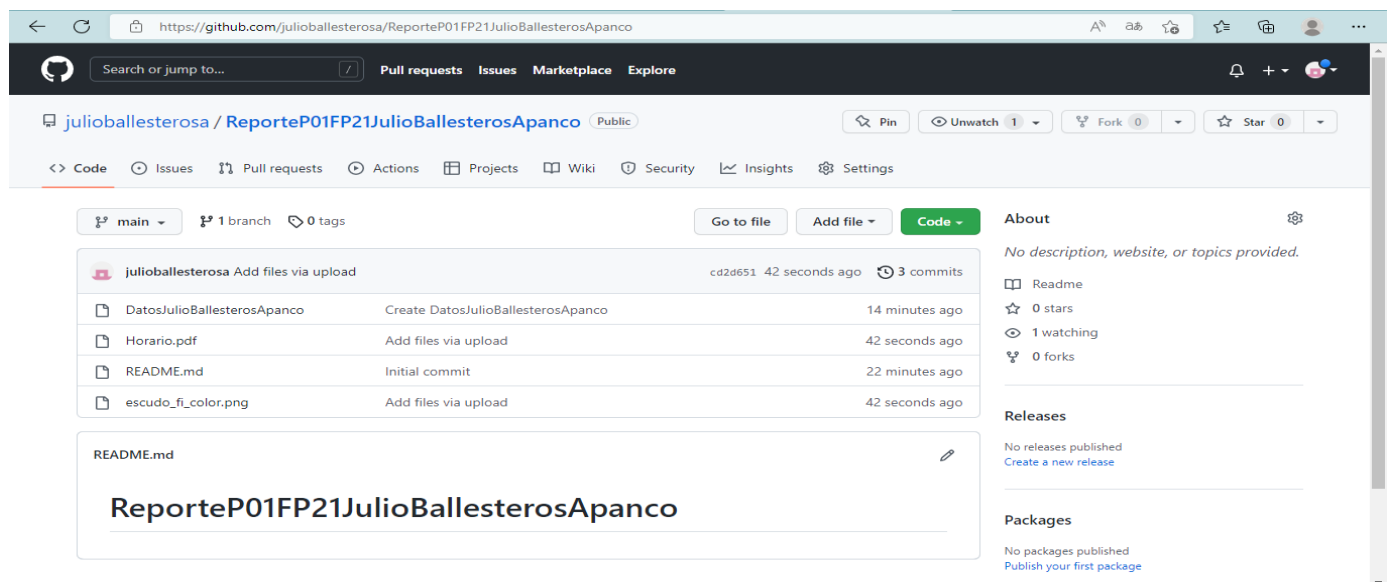 https://github.com/julioballesterosa/ReporteP01FP21JulioBallesterosApanco
Search or jump to... / Pull requests Issues Marketplace Explore
julioballesterosa / ReporteP01FP21JulioBallesterosApanco Public Pin Unwatch 1 Fork 0 Star 0
<> Code Issues Pull requests Actions Projects Wiki Security Insights Settings
main 1 branch 0 tags Go to file Add file Code
julioballesterosa Add files via upload cd2d651 42 seconds ago 3 commits
DatosJulioBallesterosApanco Create DatosJulioBallesterosApanco 14 minutes ago
Horario.pdf Add files via upload 42 seconds ago
README.md Initial commit 22 minutes ago
escudo_fi_color.png Add files via upload 42 seconds ago
README.md
ReporteP01FP21JulioBallesterosApanco
About
No description, website, or topics provided.
Readme
0 stars
1 watching
0 forks
Releases
No releases published
Create a new release
Packages
No packages published
Publish your first package